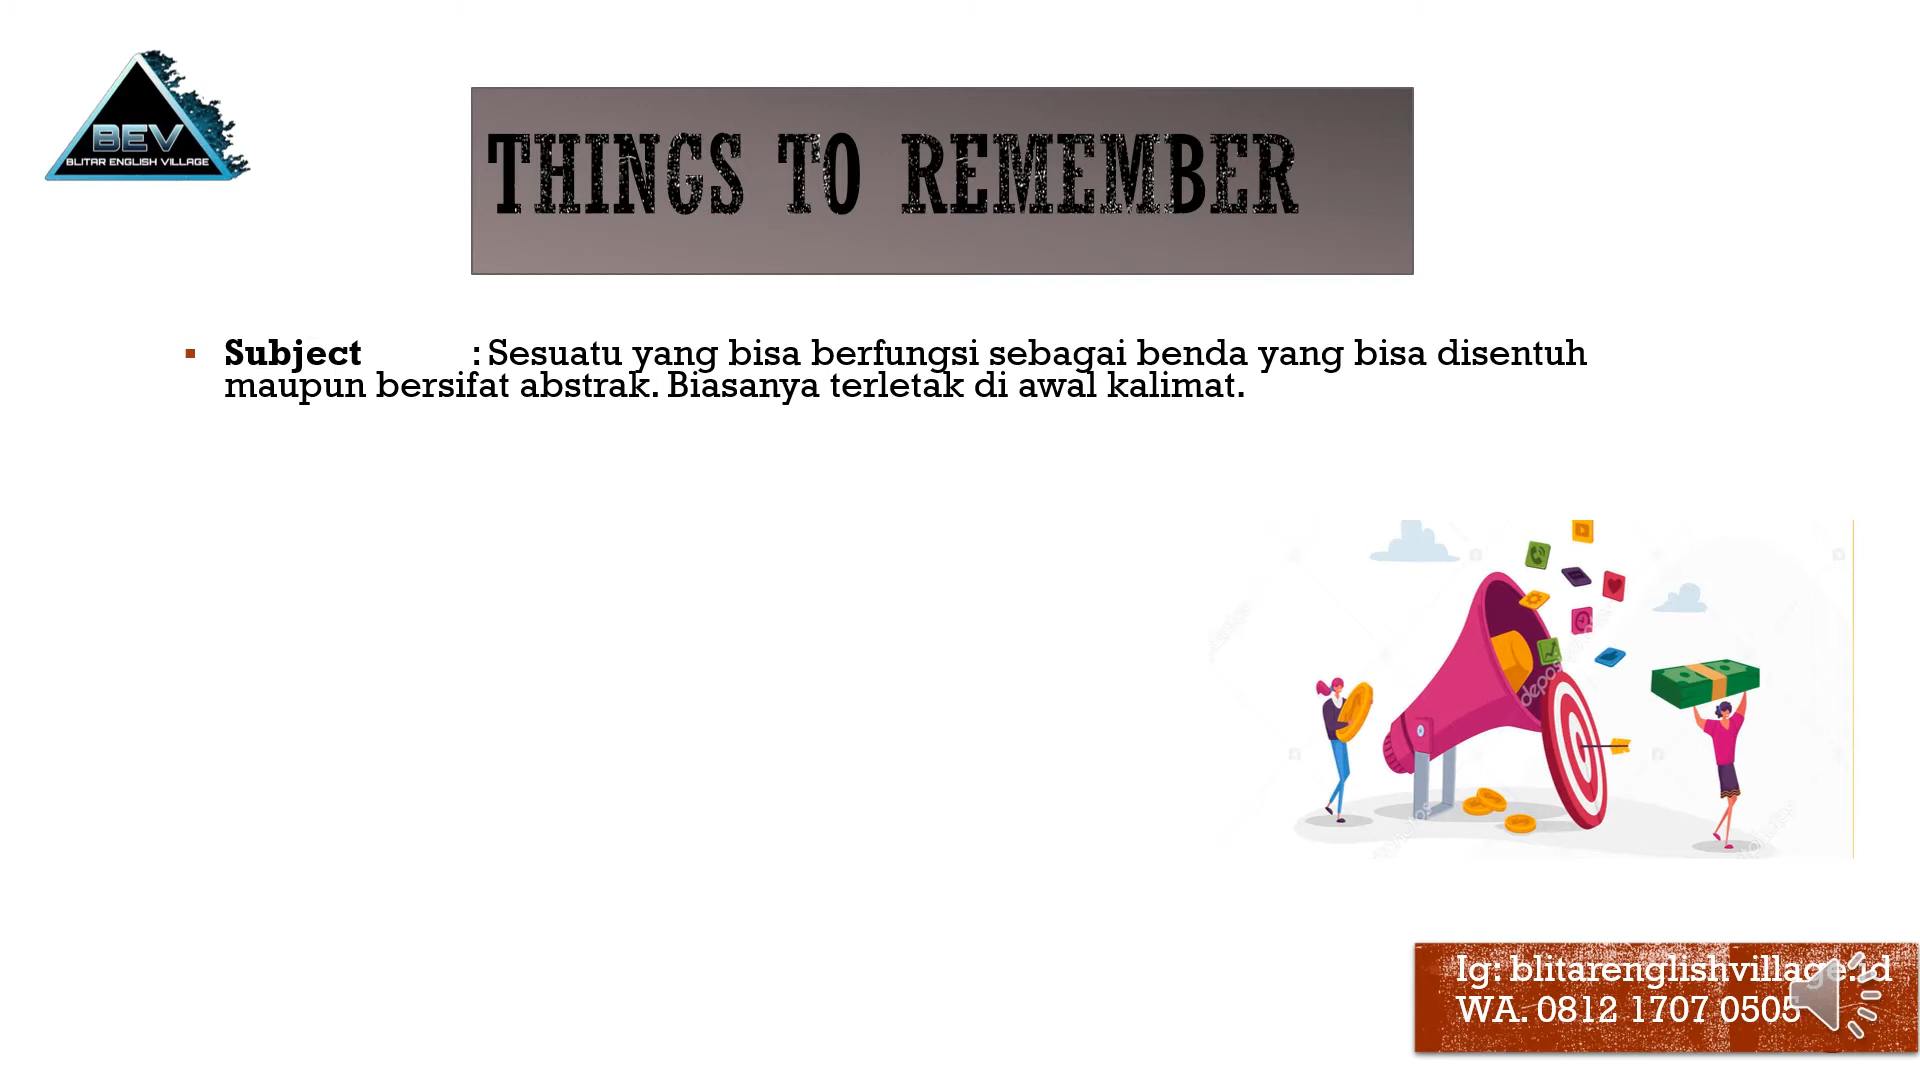 BEV
BLITAR ENGLISH VILLAGE
THINGS TO REMEMBER
Subject : Sesuatu yang bisa berfungsi sebagai benda yang bisa disentuh
maupun bersifat abstrak. Biasanya terletak di awal kalimat.
Ig: blitarenglishvillage.id
WA. 0812 1707 0505